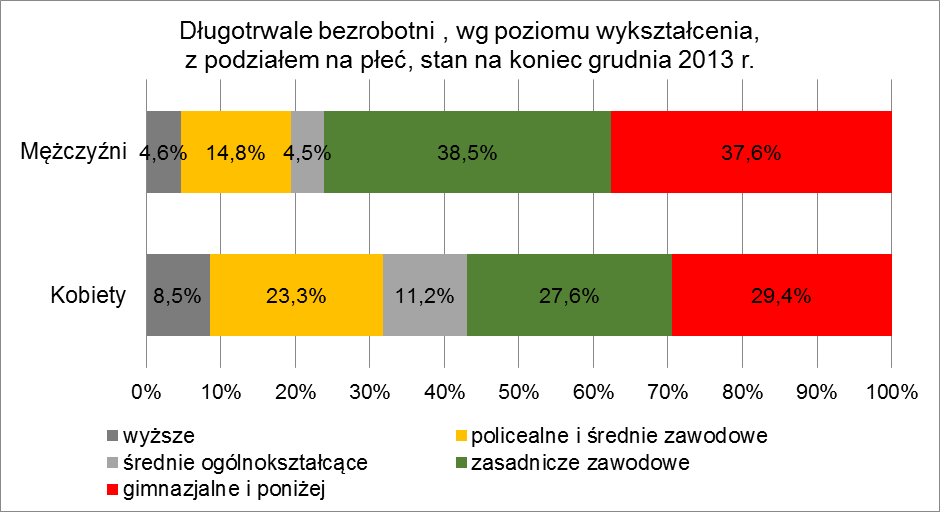 Długotrwale bezrobotni , wg poziomu wykształcenia,
z podziałem na płeć, stan na koniec grudnia 2013 r.
Mężczyźni
4,6% 14,8% 4,5% 38,5% 37,6%
Kobiety
8,5% 23,3% 11,2% 27,6% 29,4%
0% 10% 20% 30% 40% 50% 60% 70% 80% 90% 100%
wyższe
policealne i średnie zawodowe
średnie ogólnokształcące
zasadnicze zawodowe
gimnazjalne i poniżej